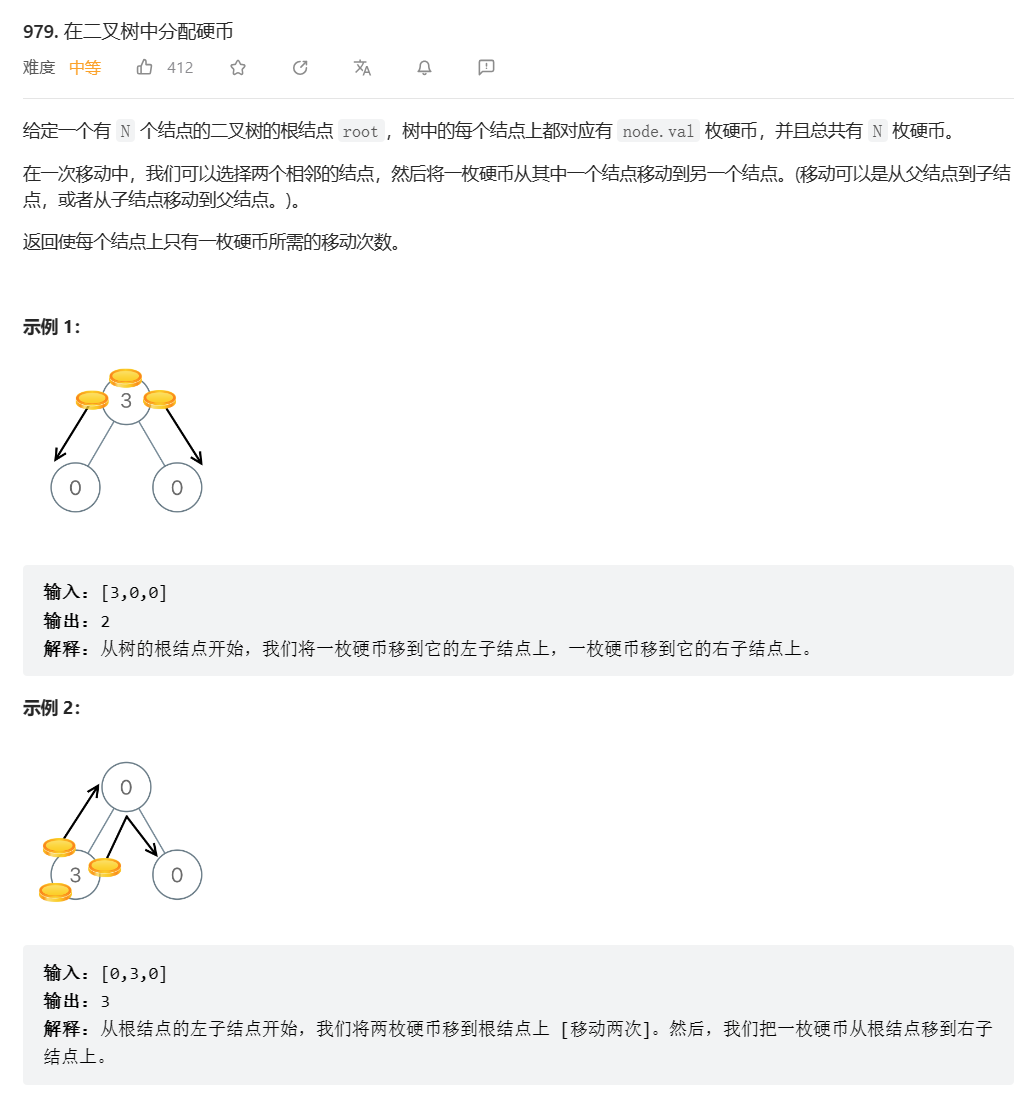 979. 在二叉树中分配硬币
难度 中等 412
给定一个有 N 个结点的二叉树的根结点 root，树中的每个结点上都对应有 node.val 枚硬币，并且总共有 N 枚硬币。
在一次移动中，我们可以选择两个相邻的结点，然后将一枚硬币从其中一个结点移动到另一个结点。(移动可以是从父结点到子结
点，或者从子结点移动到父结点。)。
返回使每个结点上只有一枚硬币所需的移动次数。
示例 1：
3
0 0
输入：[3,0,0]
输出：2
解释：从树的根结点开始，我们将一枚硬币移到它的左子结点上，一枚硬币移到它的右子结点上。
示例 2：
0
3 0
输入：[0,3,0]
输出：3
解释：从根结点的左子结点开始，我们将两枚硬币移到根结点上 [移动两次]。然后，我们把一枚硬币从根结点移到右子
结点上。